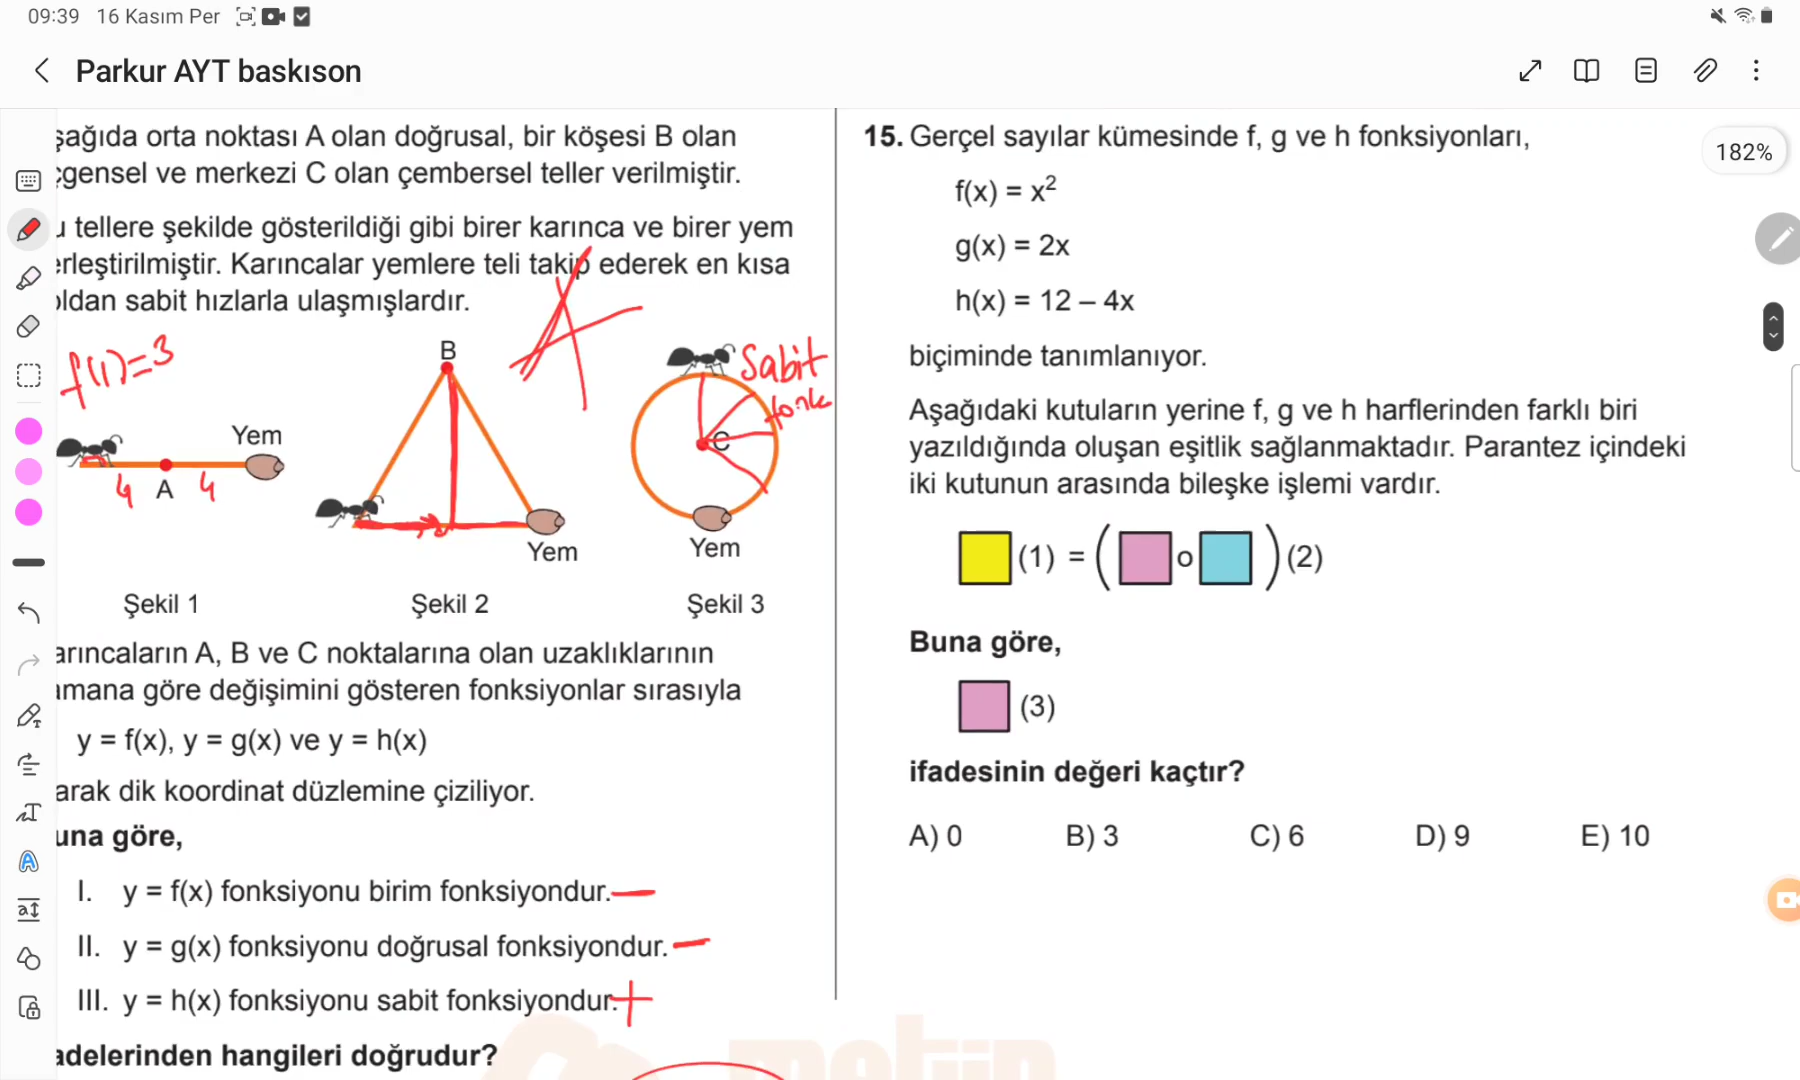 09:39 16 Kasım Per
Parkur AYT baskıson
182%
şağıda orta noktası A olan doğrusal, bir köşesi B olan
çgensel ve merkezi C olan çembersel teller verilmiştir.
u tellere şekilde gösterildiği gibi birer karınca ve birer yem
erleştirilmiştir. Karıncalar yemlere teli takip ederek en kısa
oldan sabit hızlarla ulaşmışlardır.
f(1)=3
B
Sabit
fonk
C
Yem
4 A 4
Yem
Yem
Şekil 1 Şekil 2 Şekil 3
arıncaların A, B ve C noktalarına olan uzaklıklarının
amana göre değişimini gösteren fonksiyonlar sırasıyla
y = f(x), y = g(x) ve y = h(x)
arak dik koordinat düzlemine çiziliyor.
una göre,
I. y = f(x) fonksiyonu birim fonksiyondur. —
II. y = g(x) fonksiyonu doğrusal fonksiyondur. —
III. y = h(x) fonksiyonu sabit fonksiyondur. +
adelerinden hangileri doğrudur?
15. Gerçel sayılar kümesinde f, g ve h fonksiyonları,
f(x) = x²
g(x) = 2x
h(x) = 12 – 4x
biçiminde tanımlanıyor.
Aşağıdaki kutuların yerine f, g ve h harflerinden farklı biri
yazıldığında oluşan eşitlik sağlanmaktadır. Parantez içindeki
iki kutunun arasında bileşke işlemi vardır.
(1) = ( o ) (2)
Buna göre,
(3)
ifadesinin değeri kaçtır?
A) 0 B) 3 C) 6 D) 9 E) 10